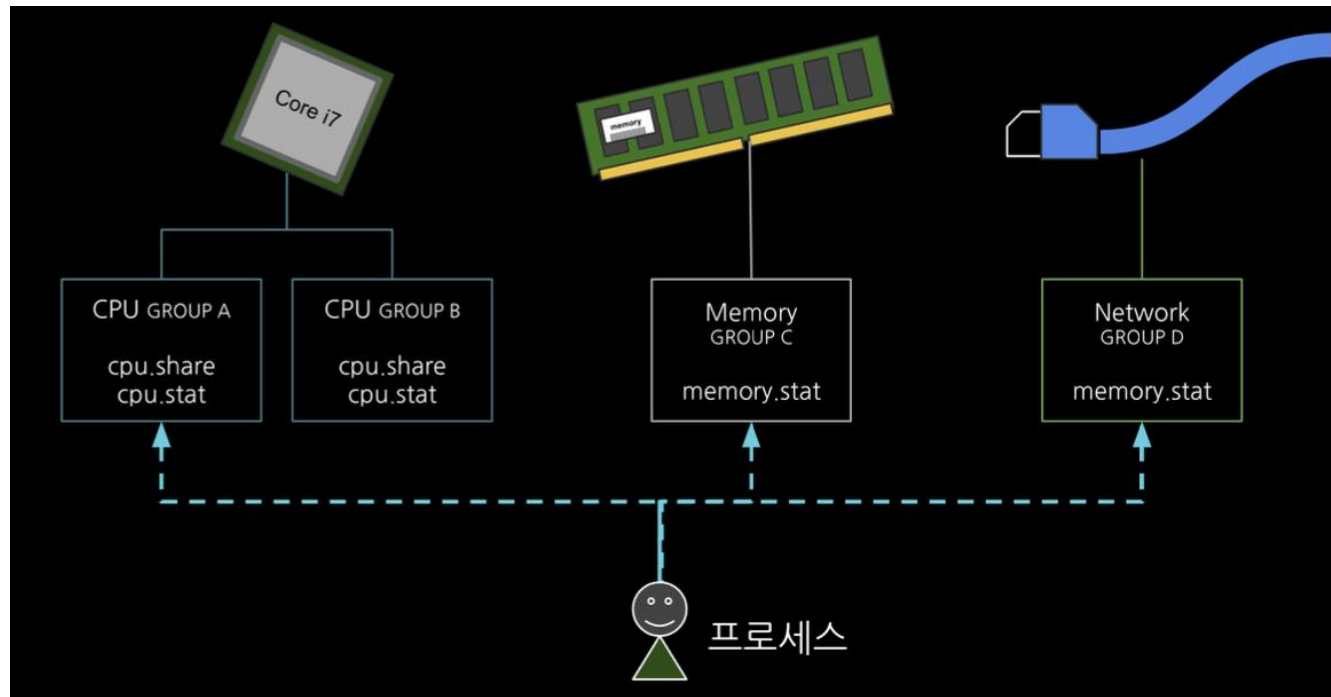 Core i7
memory
CPU GROUP A
cpu.share
cpu.stat
CPU GROUP B
cpu.share
cpu.stat
Memory
GROUP C
memory.stat
Network
GROUP D
memory.stat
프로세스